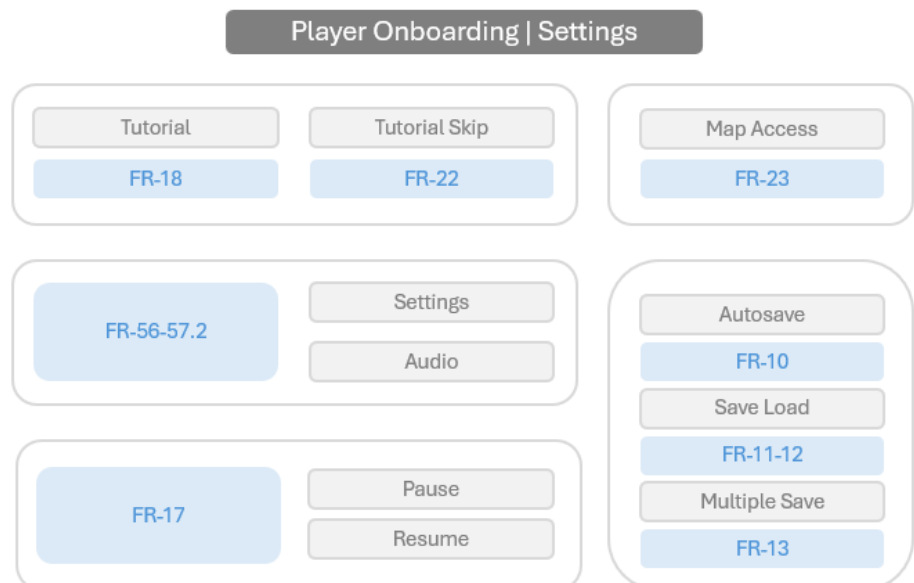 Player Onboarding | Settings
Tutorial
Tutorial Skip
FR-18
FR-22
Map Access
FR-23
FR-56-57.2
Settings
Audio
Autosave
FR-10
Save Load
FR-11-12
Multiple Save
FR-13
FR-17
Pause
Resume